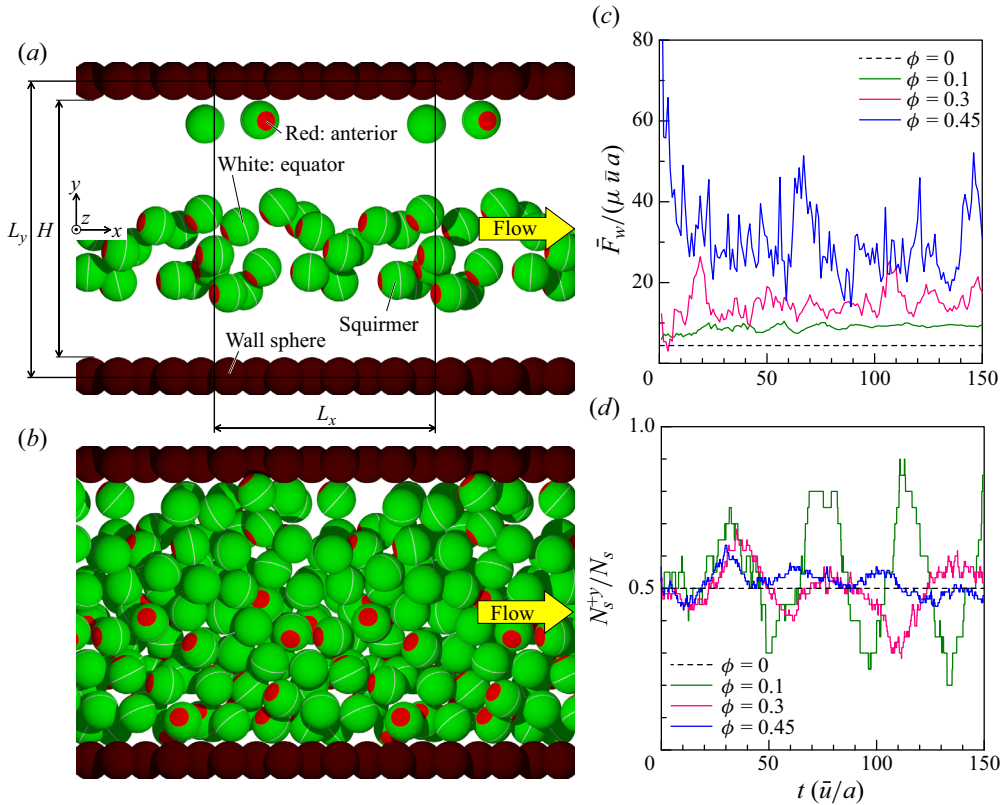 (a)
Red: anterior
White: equator
y
z
x
L_y
H
Flow
Squirmer
Wall sphere
L_x
(b)
Flow
(c)
80
60
40
20
0
50
100
150
F̄_w/(μ ū a)
ϕ = 0
ϕ = 0.1
ϕ = 0.3
ϕ = 0.45
(d)
1.0
0.5
0
50
100
150
N_s^{+y}/N_s
ϕ = 0
ϕ = 0.1
ϕ = 0.3
ϕ = 0.45
t (ū/a)